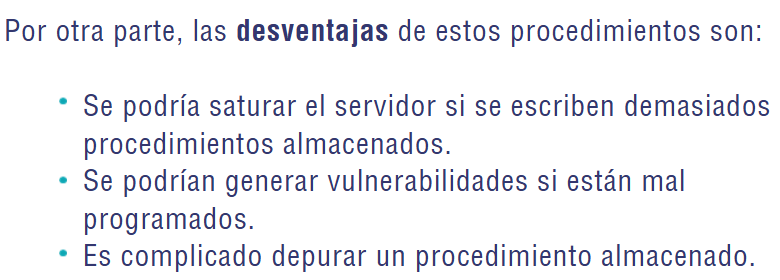 Por otra parte, las desventajas de estos procedimientos son:
• Se podría saturar el servidor si se escriben demasiados
procedimientos almacenados.
• Se podrían generar vulnerabilidades si están mal
programados.
• Es complicado depurar un procedimiento almacenado.